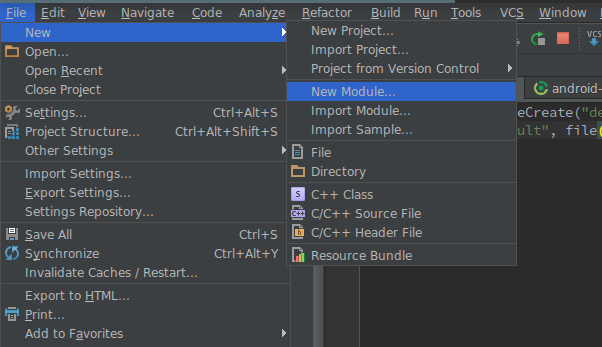 File Edit View Navigate Code Analyze Refactor Build Run Tools VCS Window
New
Open...
Open Recent
Close Project
Settings... Ctrl+Alt+S
Project Structure... Ctrl+Alt+Shift+S
Other Settings
Import Settings...
Export Settings...
Settings Repository...
Save All Ctrl+S
Synchronize Ctrl+Alt+Y
Invalidate Caches / Restart...
Export to HTML...
Print...
Add to Favorites
New Project...
Import Project...
Project from Version Control
New Module...
Import Module...
Import Sample...
File
Directory
S C++ Class
C++ C/C++ Source File
h C/C++ Header File
Resource Bundle
VCS
android-
eCreate("de
ult", file(